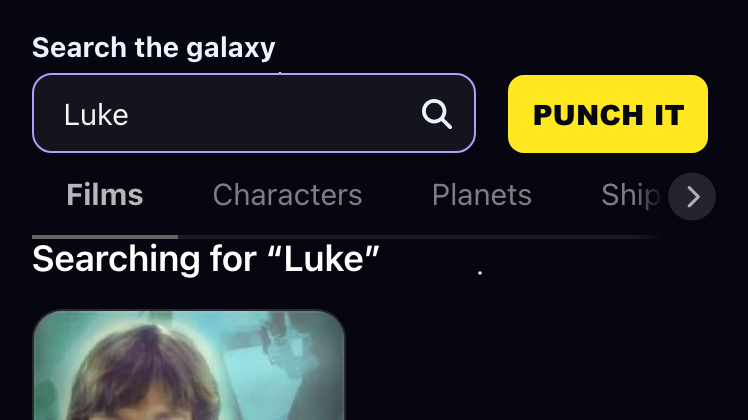 Search the galaxy
Luke
PUNCH IT
Films Characters Planets Ship
Searching for “Luke”